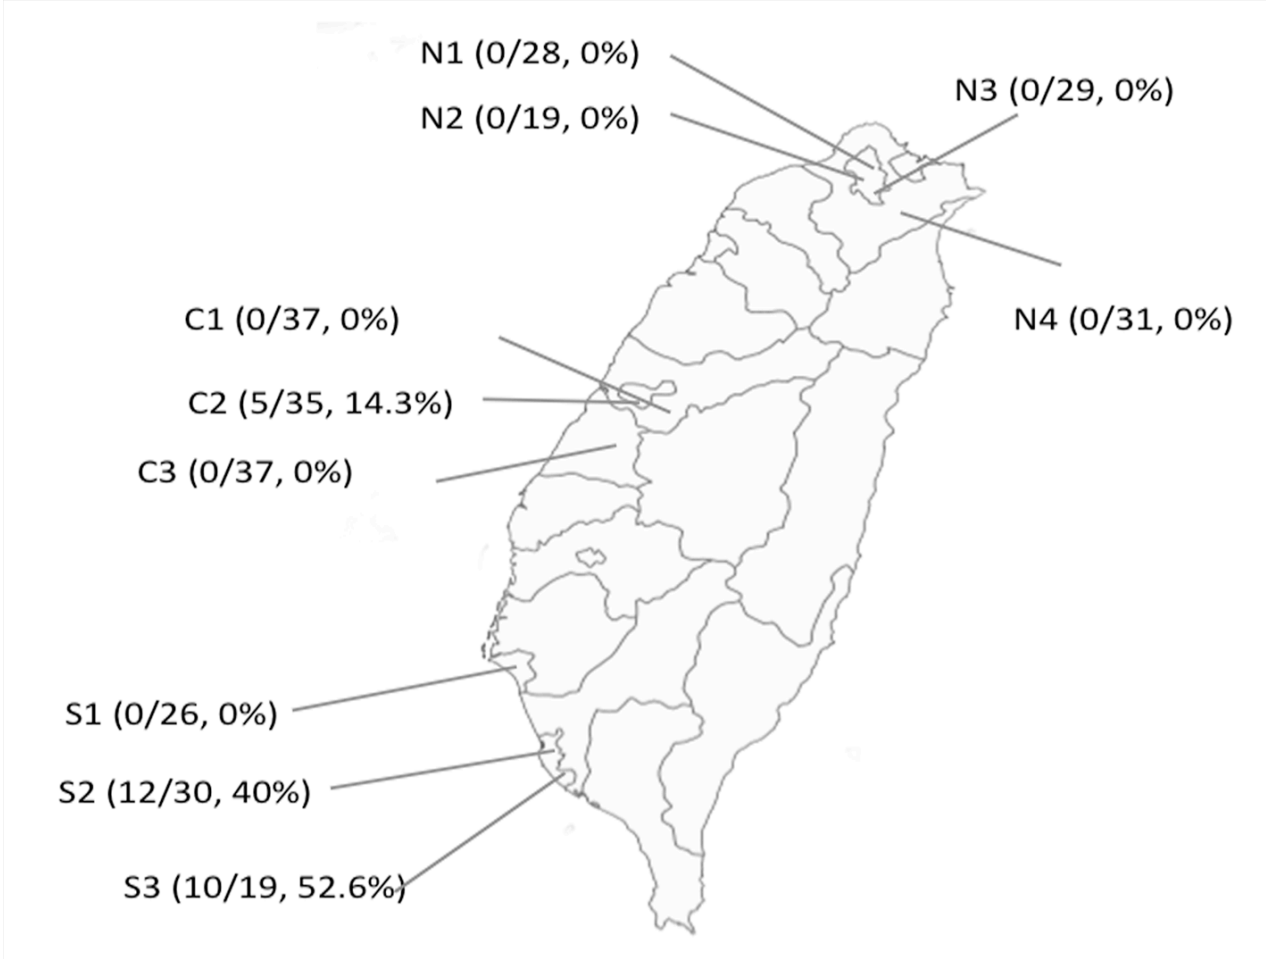 N1 (0/28, 0%)
N3 (0/29, 0%)
N2 (0/19, 0%)
C1 (0/37, 0%)
N4 (0/31, 0%)
C2 (5/35, 14.3%)
C3 (0/37, 0%)
S1 (0/26, 0%)
S2 (12/30, 40%)
S3 (10/19, 52.6%)